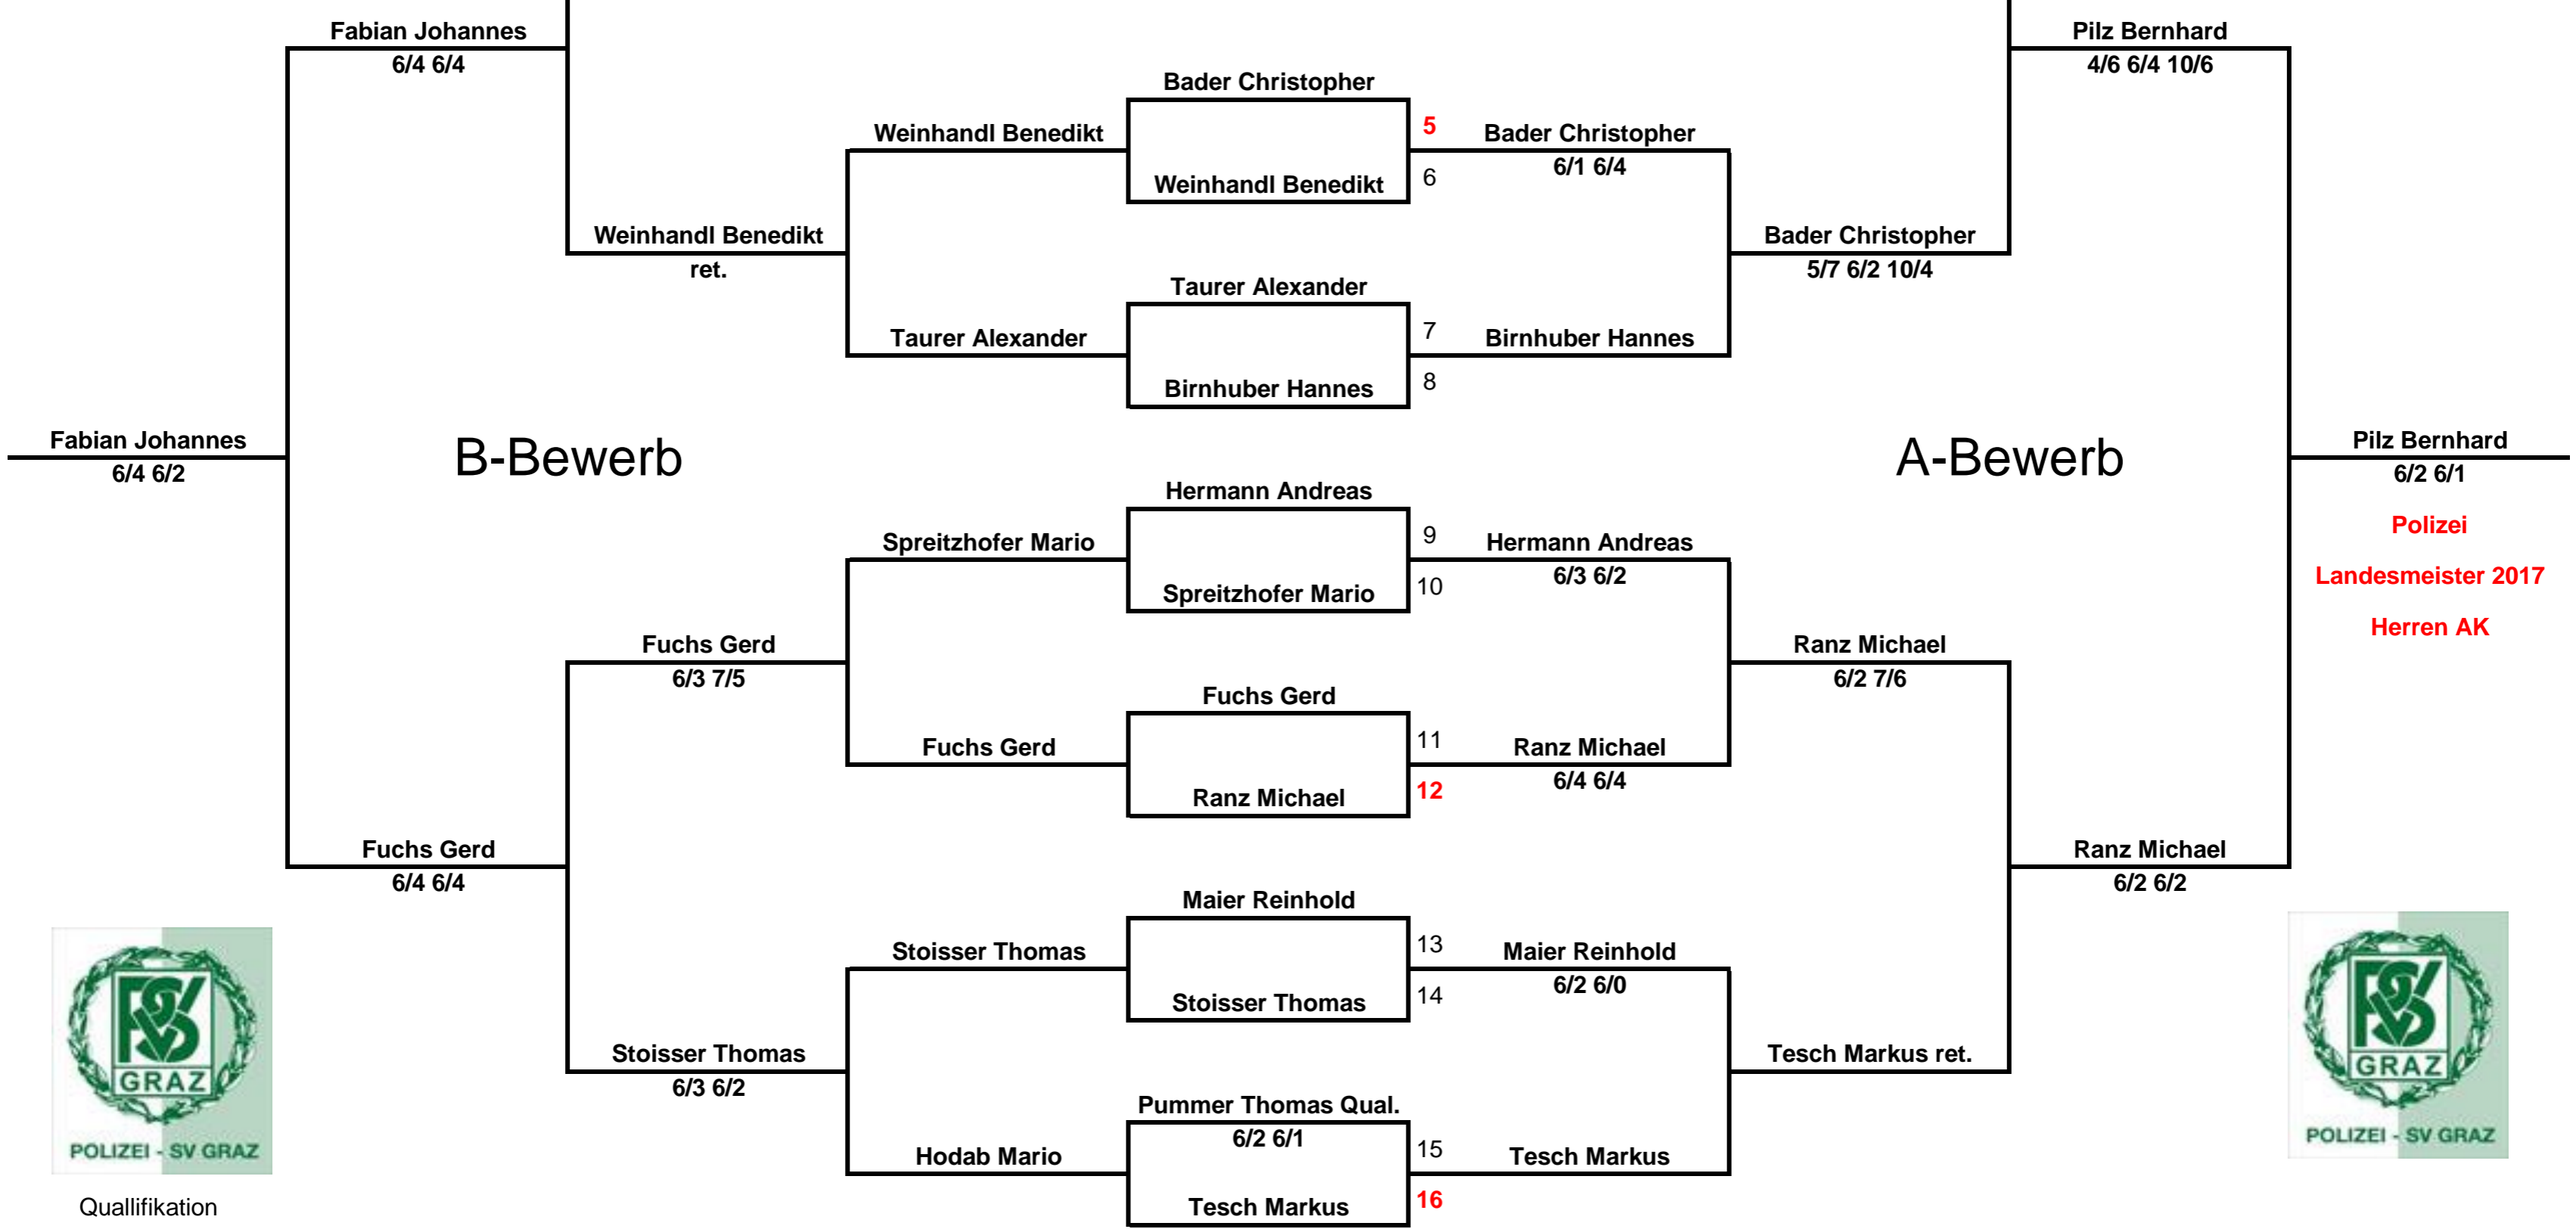 Fabian Johannes
6/4 6/4
Pilz Bernhard
4/6 6/4 10/6
Bader Christopher
Weinhandl Benedikt
5
Bader Christopher
6/1 6/4
Weinhandl Benedikt
6
Weinhandl Benedikt
ret.
Bader Christopher
5/7 6/2 10/4
Taurer Alexander
Taurer Alexander
7
Birnhuber Hannes
Birnhuber Hannes
8
Fabian Johannes
6/4 6/2
B-Bewerb
A-Bewerb
Pilz Bernhard
6/2 6/1
Polizei
Landesmeister 2017
Herren AK
Hermann Andreas
Spreitzhofer Mario
9
Hermann Andreas
6/3 6/2
Spreitzhofer Mario
10
Fuchs Gerd
6/3 7/5
Ranz Michael
6/2 7/6
Fuchs Gerd
Fuchs Gerd
11
Ranz Michael
6/4 6/4
Ranz Michael
12
Fuchs Gerd
6/4 6/4
Ranz Michael
6/2 6/2
Maier Reinhold
Stoisser Thomas
13
Maier Reinhold
6/2 6/0
Stoisser Thomas
14
Stoisser Thomas
6/3 6/2
Tesch Markus ret.
Pummer Thomas Qual.
6/2 6/1
Hodab Mario
15
Tesch Markus
Tesch Markus
16
PSV
GRAZ
POLIZEI - SV GRAZ
PSV
GRAZ
POLIZEI - SV GRAZ
Quallifikation